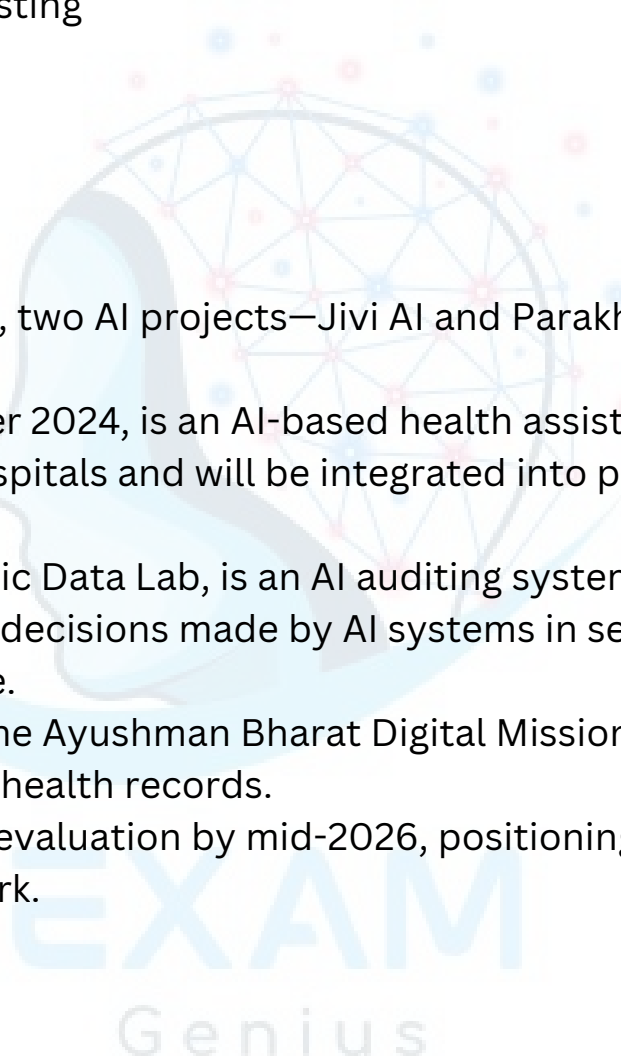 sting
, two AI projects—Jivi AI and Parakh
er 2024, is an AI-based health assist
spitals and will be integrated into p
ic Data Lab, is an AI auditing system
decisions made by AI systems in se
e.
he Ayushman Bharat Digital Mission
health records.
evaluation by mid-2026, positioning
rk.
EXAM
Genius